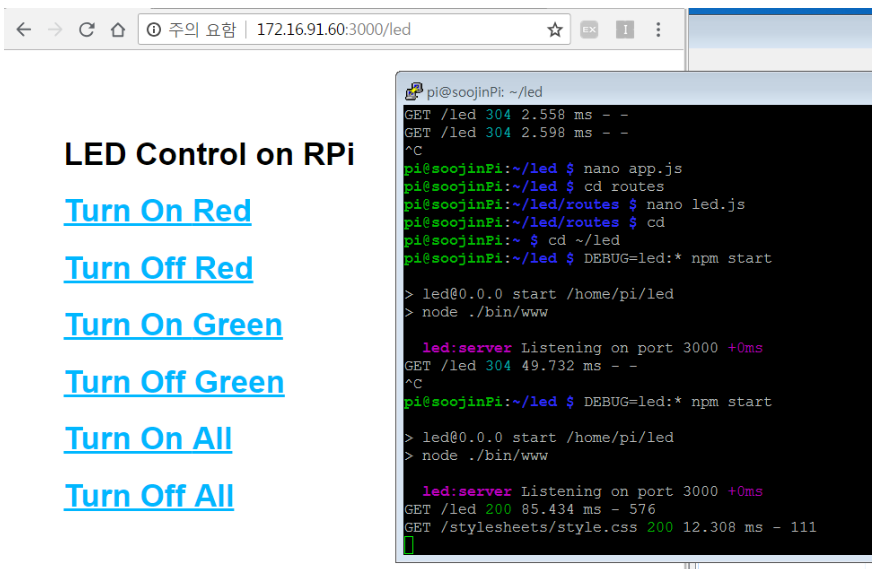 주의 요함 172.16.91.60:3000/led
EX
I
LED Control on RPi
Turn On Red
Turn Off Red
Turn On Green
Turn Off Green
Turn On All
Turn Off All
pi@soojinPi: ~/led
GET /led 304 2.558 ms - -
GET /led 304 2.598 ms - -
^C
pi@soojinPi:~/led $ nano app.js
pi@soojinPi:~/led $ cd routes
pi@soojinPi:~/led/routes $ nano led.js
pi@soojinPi:~/led/routes $ cd
pi@soojinPi:~ $ cd ~/led
pi@soojinPi:~/led $ DEBUG=led:* npm start
> led@0.0.0 start /home/pi/led
> node ./bin/www
led:server Listening on port 3000 +0ms
GET /led 304 49.732 ms - -
^C
pi@soojinPi:~/led $ DEBUG=led:* npm start
> led@0.0.0 start /home/pi/led
> node ./bin/www
led:server Listening on port 3000 +0ms
GET /led 200 85.434 ms - 576
GET /stylesheets/style.css 200 12.308 ms - 111